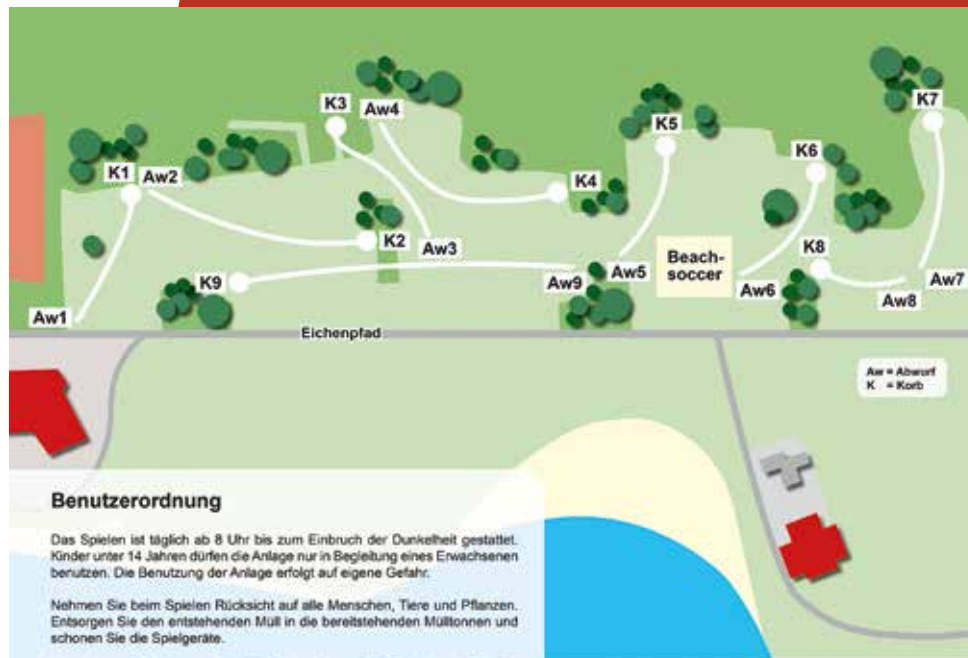 K3
Aw4
K7
K5
K1
Aw2
K6
K4
K2
Aw3
K9
Aw9
Aw5
Beach-
soccer
K8
Aw6
Aw7
Aw8
Aw1
Eichenpfad
Aw = Abwurf
K = Korb
Benutzerordnung
Das Spielen ist täglich ab 8 Uhr bis zum Einbruch der Dunkelheit gestattet.
Kinder unter 14 Jahren dürfen die Anlage nur in Begleitung eines Erwachsenen
benutzen. Die Benutzung der Anlage erfolgt auf eigene Gefahr.
Nehmen Sie beim Spielen Rücksicht auf alle Menschen, Tiere und Pflanzen.
Entsorgen Sie den entstehenden Müll in die bereitstehenden Mülltonnen und
schonen Sie die Spielgeräte.